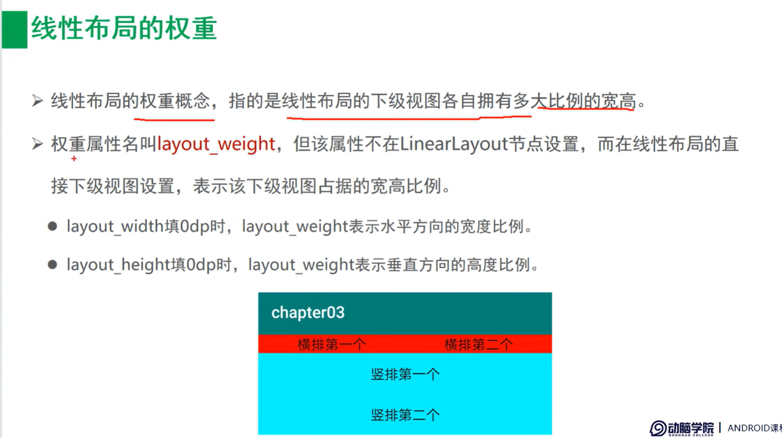 线性布局的权重
线性布局的权重概念，指的是线性布局的下级视图各自拥有多大比例的宽高。
权重属性名叫layout_weight，但该属性不在LinearLayout节点设置，而在线性布局的直
接下级视图设置，表示该下级视图占据的宽高比例。
layout_width填0dp时，layout_weight表示水平方向的宽度比例。
layout_height填0dp时，layout_weight表示垂直方向的高度比例。
chapter03
横排第一个 横排第二个
竖排第一个
竖排第二个
动脑学院 ANDROID课